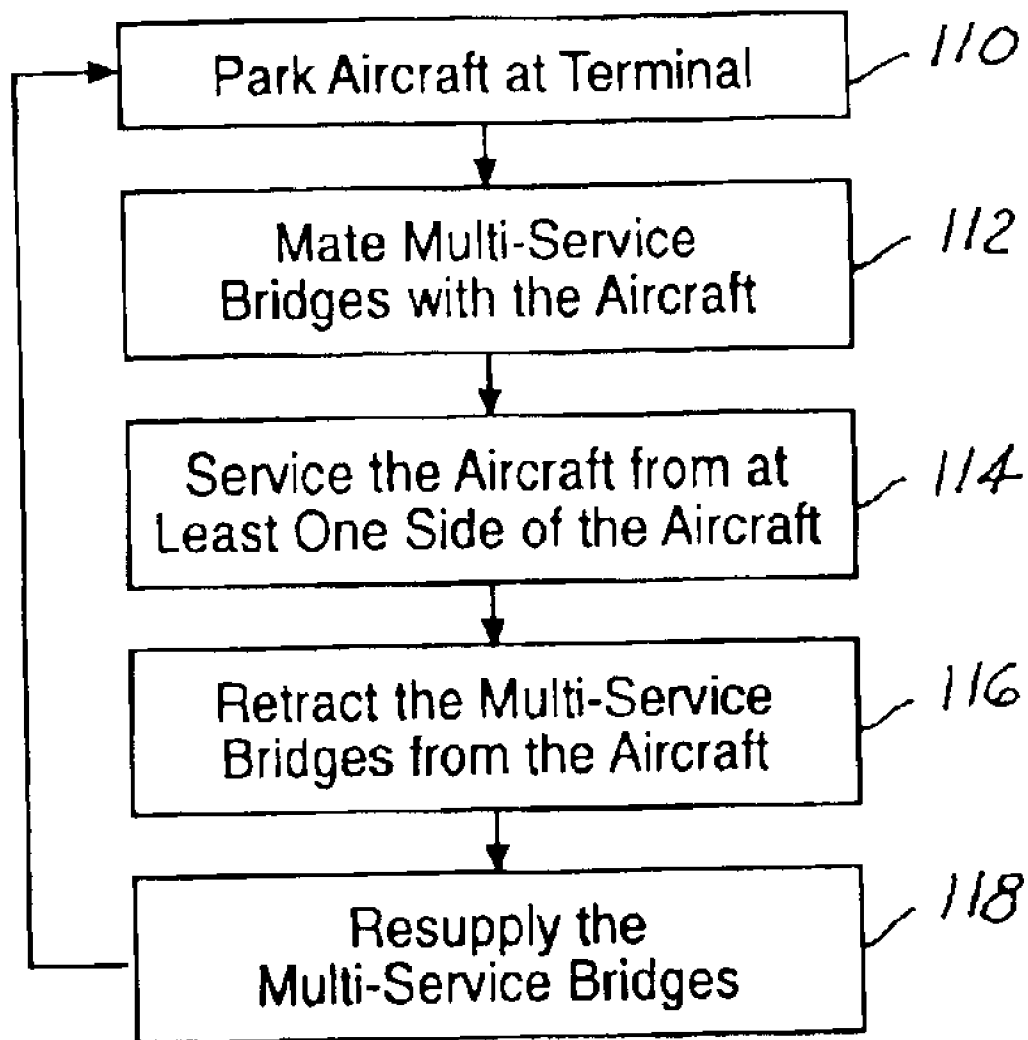 Park Aircraft at Terminal
110
Mate Multi-Service
Bridges with the Aircraft
112
Service the Aircraft from at
Least One Side of the Aircraft
114
Retract the Multi-Service
Bridges from the Aircraft
116
Resupply the
Multi-Service Bridges
118